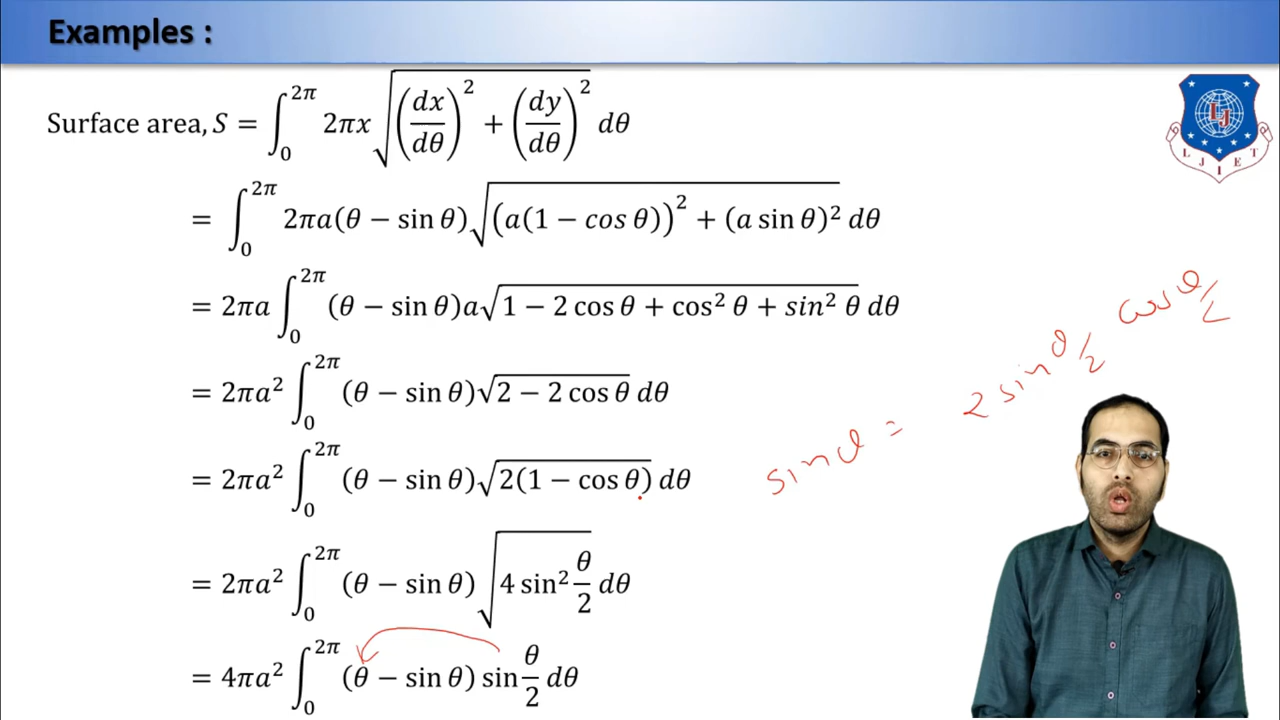 Examples :
Surface area, S = ∫₀^{2π} 2πx √((dx/dθ)² + (dy/dθ)²) dθ
= ∫₀^{2π} 2πa(θ − sin θ)√((a(1 − cos θ))² + (a sin θ)²) dθ
= 2πa ∫₀^{2π} (θ − sin θ)a√(1 − 2 cos θ + cos² θ + sin² θ) dθ
= 2πa² ∫₀^{2π} (θ − sin θ)√(2 − 2 cos θ) dθ
= 2πa² ∫₀^{2π} (θ − sin θ)√(2(1 − cos θ)) dθ
= 2πa² ∫₀^{2π} (θ − sin θ) √(4 sin² θ/2) dθ
= 4πa² ∫₀^{2π} (θ − sin θ) sin θ/2 dθ
sin θ = 2 sin θ/2 cos θ/2
LJ
L J I E T